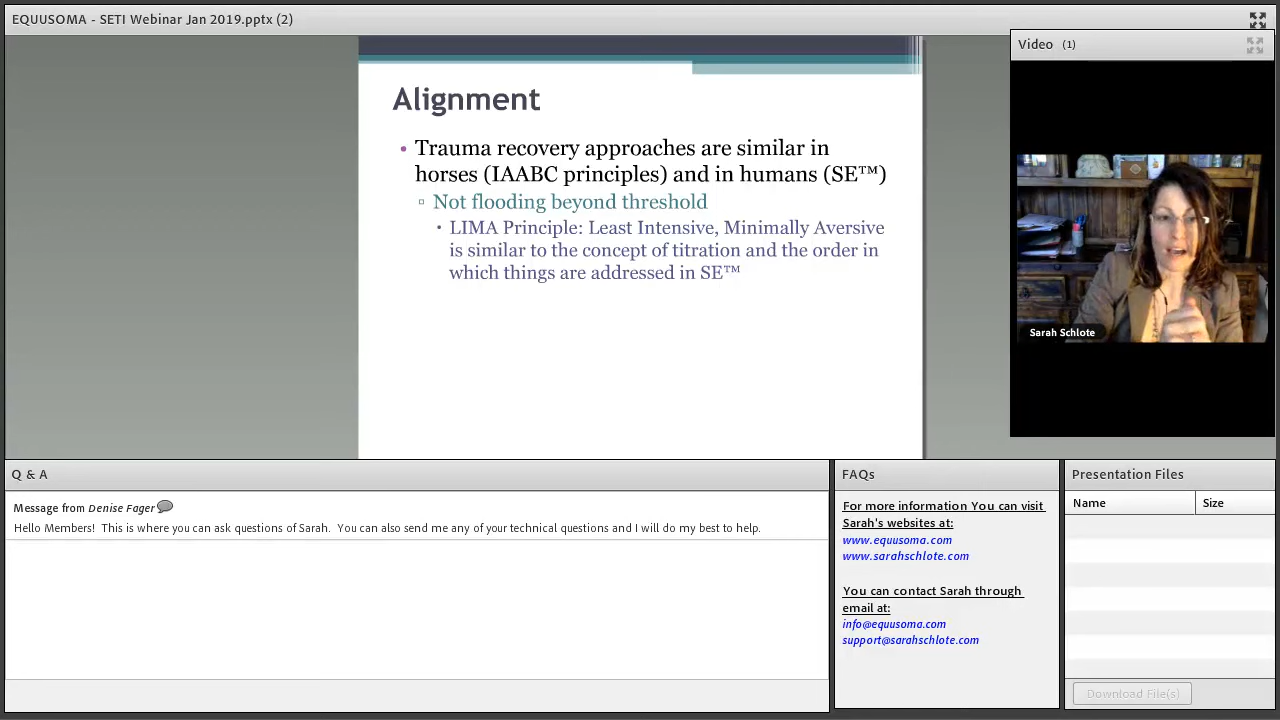 EQUUSOMA - SETI Webinar Jan 2019.pptx (2)
Video (1)
Alignment
• Trauma recovery approaches are similar in
horses (IAABC principles) and in humans (SE™)
▫ Not flooding beyond threshold
• LIMA Principle: Least Intensive, Minimally Aversive
is similar to the concept of titration and the order in
which things are addressed in SE™
Sarah Schlote
Q & A
Message from Denise Fager
Hello Members! This is where you can ask questions of Sarah. You can also send me any of your technical questions and I will do my best to help.
FAQs
For more information You can visit
Sarah's websites at:
www.equusoma.com
www.sarahschlote.com
You can contact Sarah through
email at:
info@equusoma.com
support@sarahschlote.com
Presentation Files
Name Size
Download File(s)